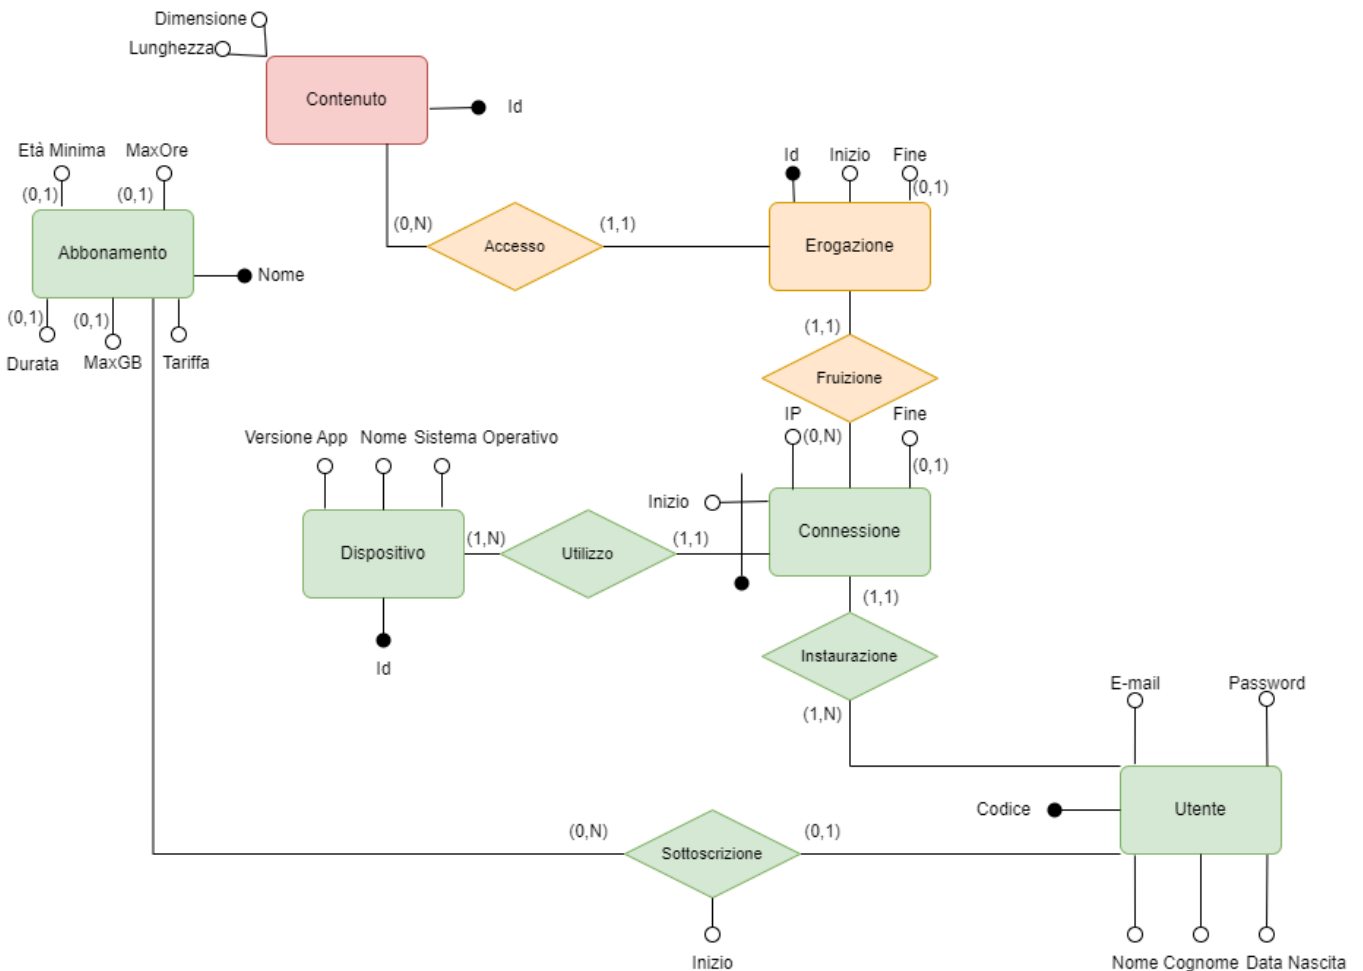 Dimensione
Lunghezza
Contenuto
Id
Età Minima
MaxOre
(0,1)
(0,1)
Abbonamento
Nome
(0,1)
(0,1)
Durata
MaxGB
Tariffa
(0,N)
Accesso
(1,1)
Id
Inizio
Fine
(0,1)
Erogazione
(1,1)
Fruizione
IP
(0,N)
Fine
(0,1)
Versione App
Nome
Sistema Operativo
Dispositivo
Id
(1,N)
Utilizzo
(1,1)
Inizio
Connessione
(1,1)
Instaurazione
(1,N)
E-mail
Password
Codice
Utente
(0,N)
Sottoscrizione
(0,1)
Inizio
Nome
Cognome
Data Nascita